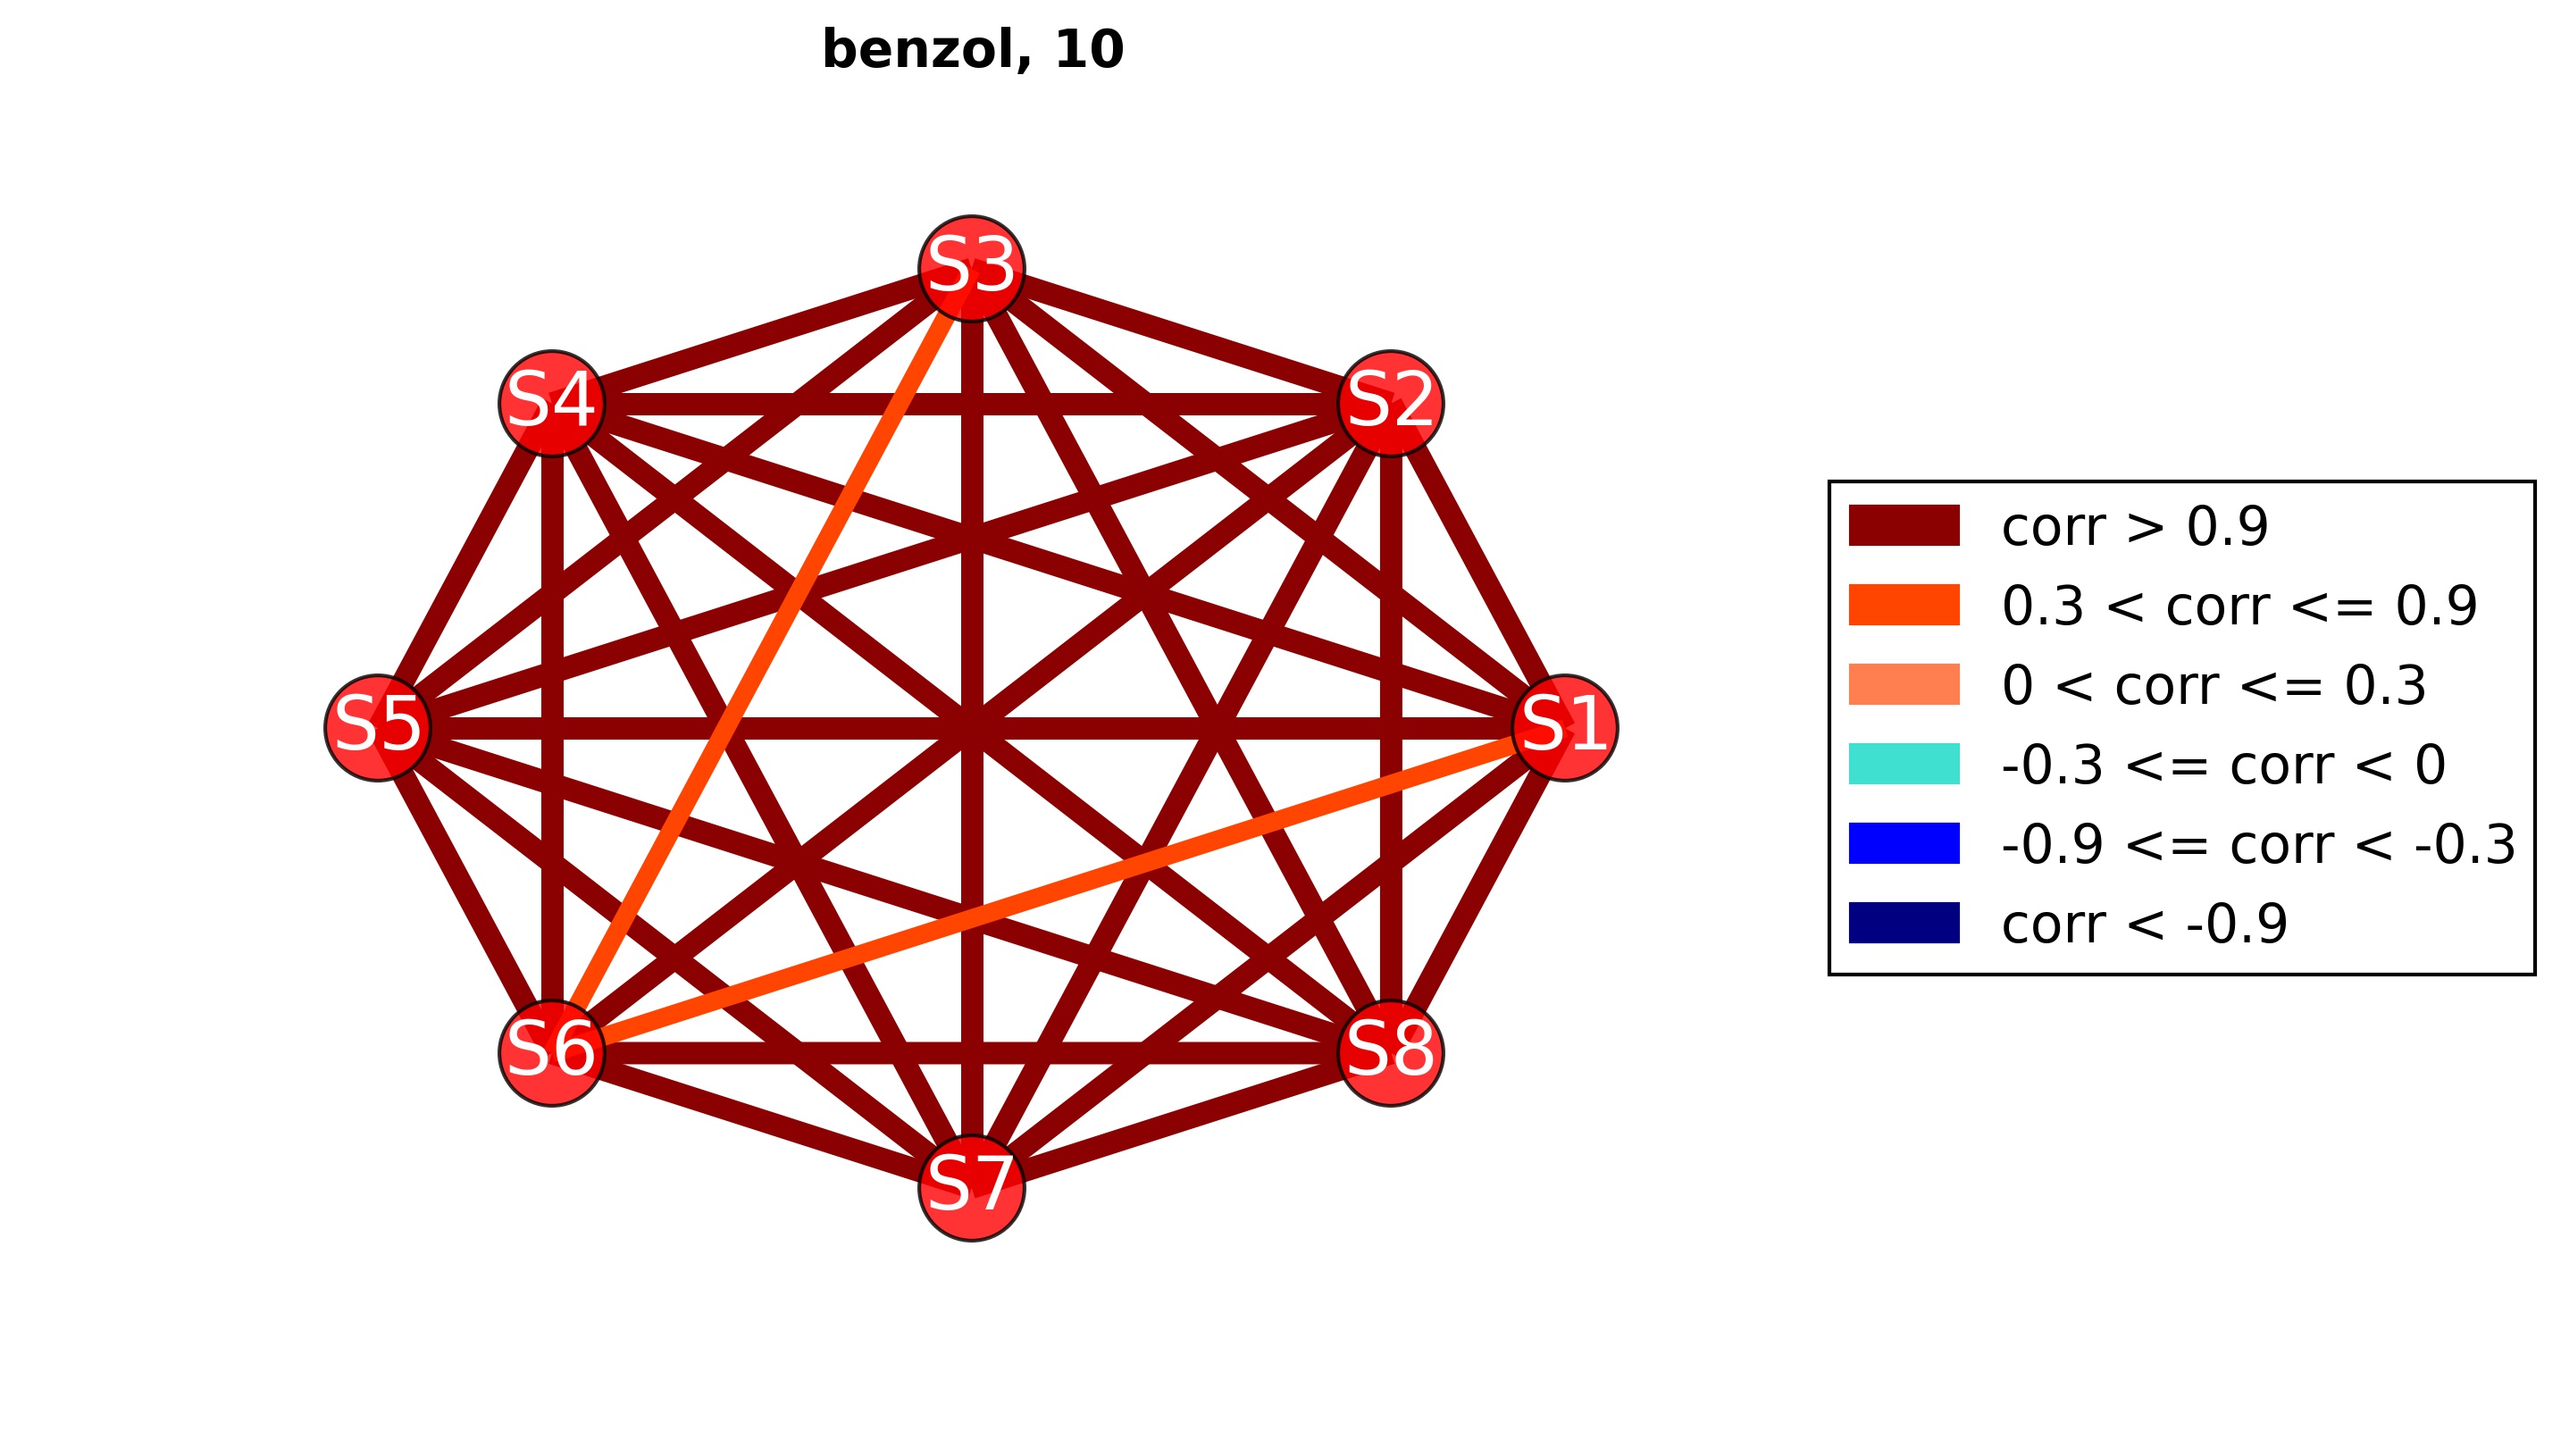 benzol, 10
S3
S4
S2
S5
S1
S6
S8
S7
corr > 0.9
0.3 < corr <= 0.9
0 < corr <= 0.3
-0.3 <= corr < 0
-0.9 <= corr < -0.3
corr < -0.9